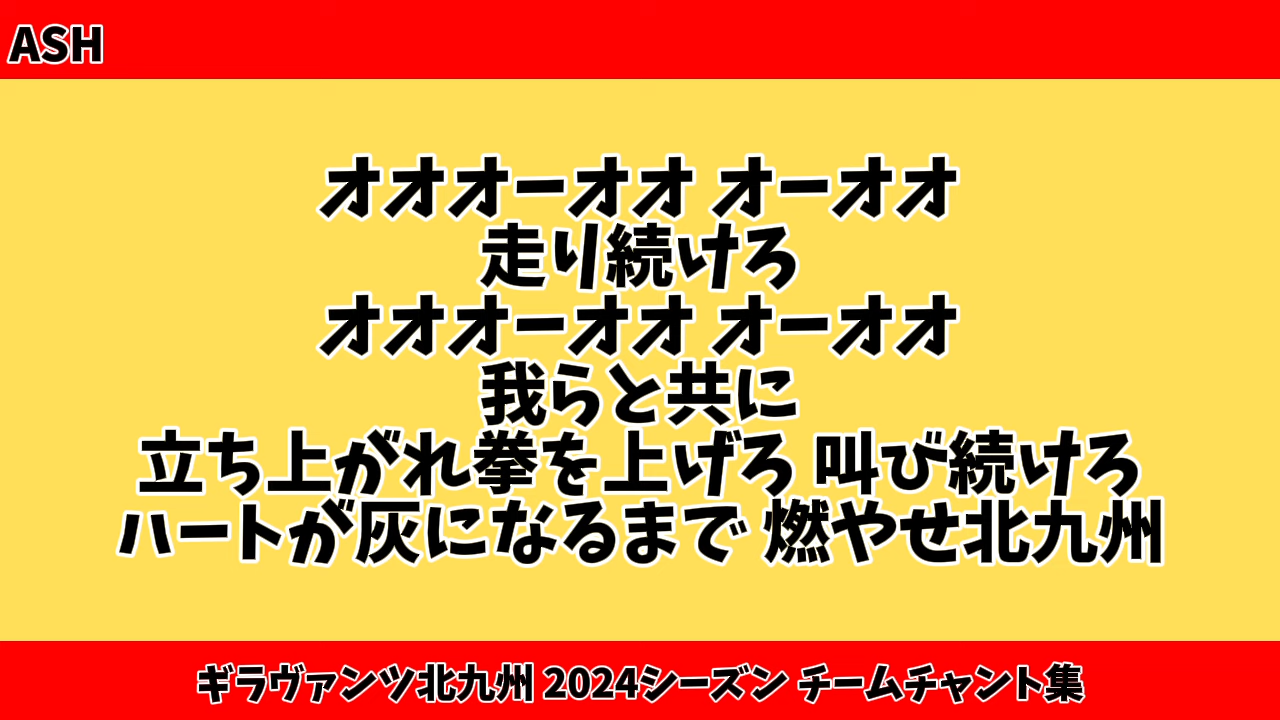 ASH
オオオーオオ オーオオ
走り続けろ
オオオーオオ オーオオ
我らと共に
立ち上がれ拳を上げろ 叫び続けろ
ハートが灰になるまで 燃やせ北九州
ギラヴァンツ北九州 2024シーズン チームチャント集